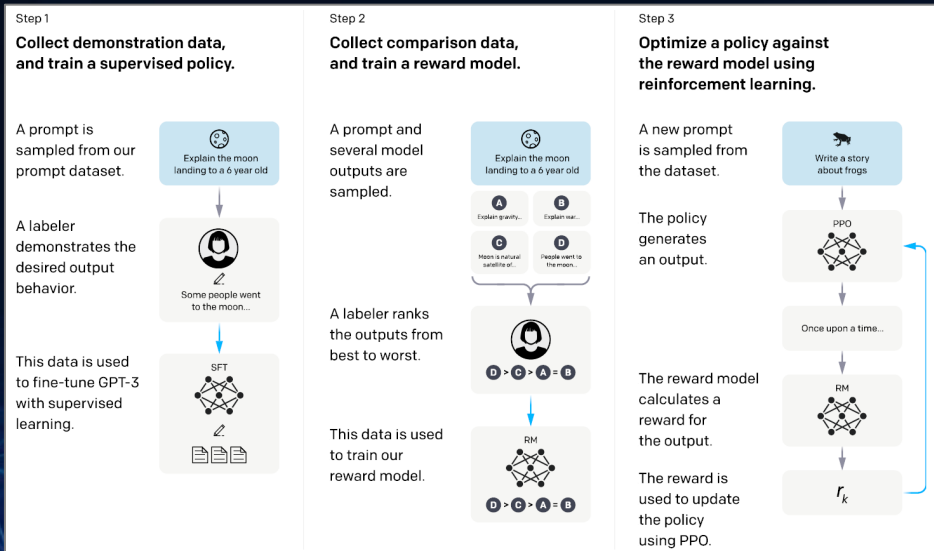 Step 1
Collect demonstration data,
and train a supervised policy.
A prompt is
sampled from our
prompt dataset.
Explain the moon
landing to a 6 year old
A labeler
demonstrates the
desired output
behavior.
Some people went
to the moon...
This data is used
to fine-tune GPT-3
with supervised
learning.
SFT
Step 2
Collect comparison data,
and train a reward model.
A prompt and
several model
outputs are
sampled.
Explain the moon
landing to a 6 year old
A
Explain gravity...
B
Explain war...
C
Moon is natural
satellite of...
D
People went to
the moon...
A labeler ranks
the outputs from
best to worst.
D > C > A = B
This data is used
to train our
reward model.
RM
D > C > A = B
Step 3
Optimize a policy against
the reward model using
reinforcement learning.
A new prompt
is sampled from
the dataset.
Write a story
about frogs
The policy
generates
an output.
PPO
Once upon a time...
The reward model
calculates a
reward for
the output.
RM
The reward is
used to update
the policy
using PPO.
rₖ